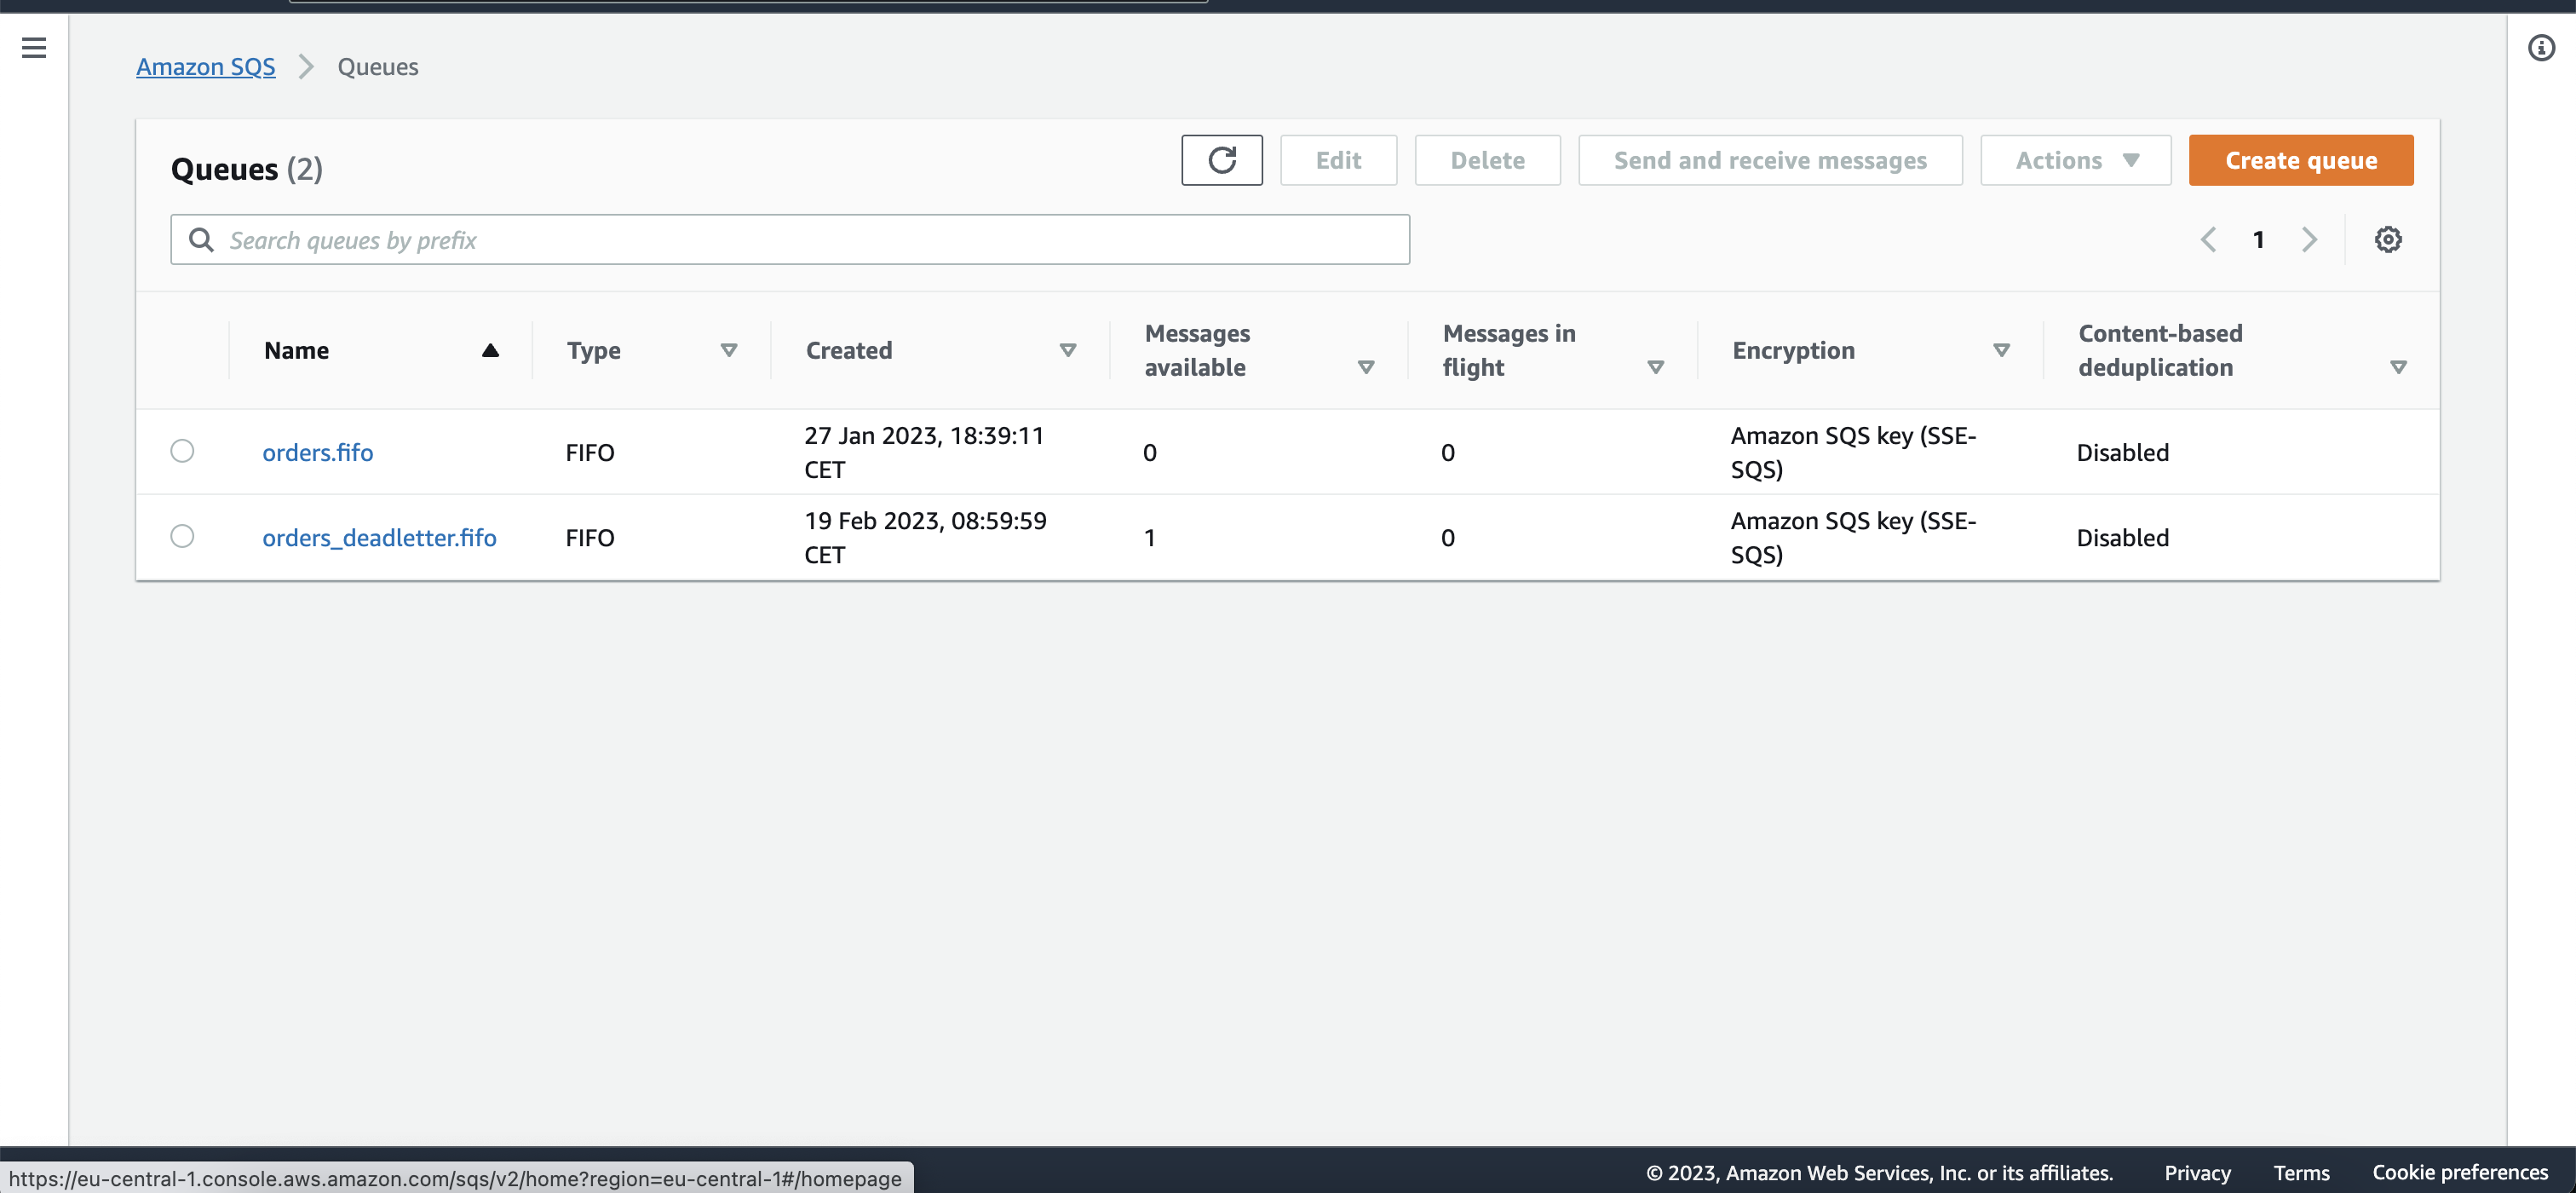 Amazon SQS > Queues
Queues (2)
Edit
Delete
Send and receive messages
Actions
Create queue
Search queues by prefix
1
Name
Type
Created
Messages available
Messages in flight
Encryption
Content-based deduplication
orders.fifo
FIFO
27 Jan 2023, 18:39:11 CET
0
0
Amazon SQS key (SSE-SQS)
Disabled
orders_deadletter.fifo
FIFO
19 Feb 2023, 08:59:59 CET
1
0
Amazon SQS key (SSE-SQS)
Disabled
https://eu-central-1.console.aws.amazon.com/sqs/v2/home?region=eu-central-1#/homepage
© 2023, Amazon Web Services, Inc. or its affiliates.
Privacy
Terms
Cookie preferences